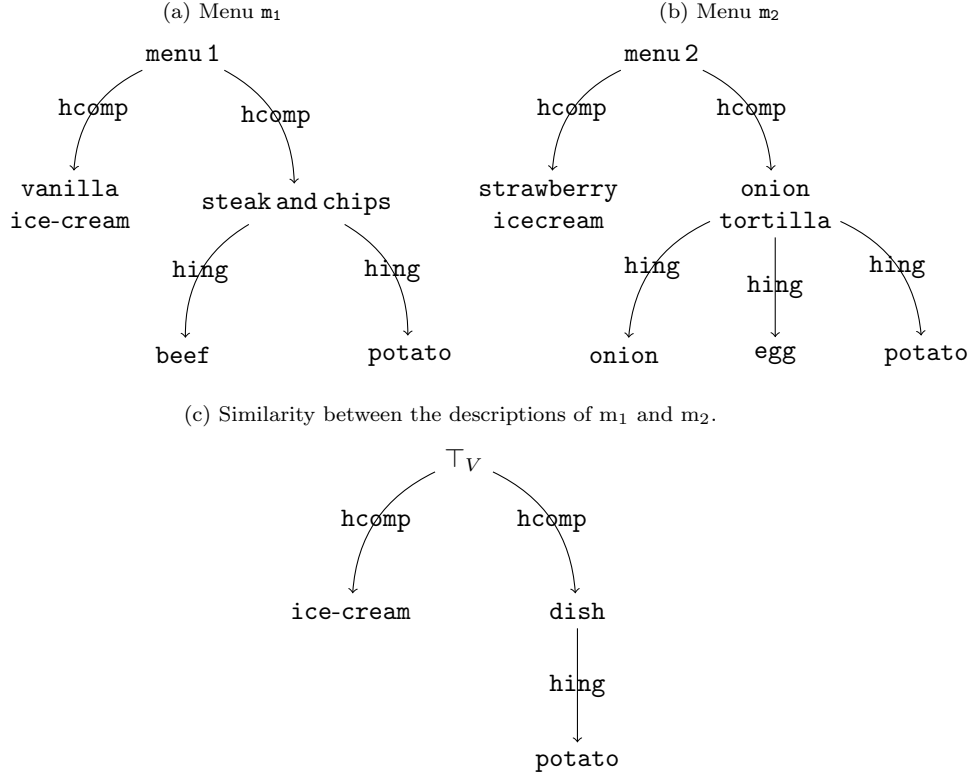 (a) Menu m₁
(b) Menu m₂
menu 1
menu 2
hcomp
hcomp
hcomp
hcomp
vanilla
ice-cream
steak and chips
strawberry
icecream
onion
tortilla
hing
hing
hing
hing
hing
beef
potato
onion
egg
potato
(c) Similarity between the descriptions of m₁ and m₂.
⊤V
hcomp
hcomp
ice-cream
dish
hing
potato